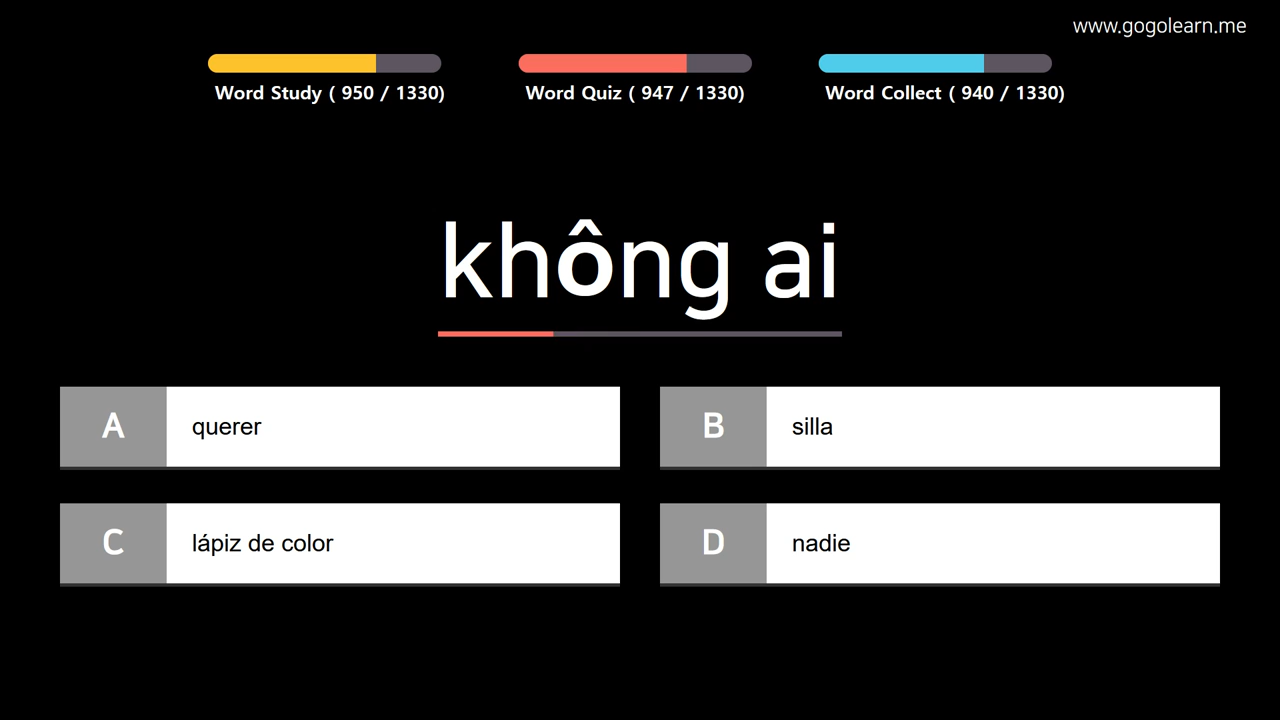 www.gogolearn.me
Word Study ( 950 / 1330)
Word Quiz ( 947 / 1330)
Word Collect ( 940 / 1330)
không ai
A querer
B silla
C lápiz de color
D nadie